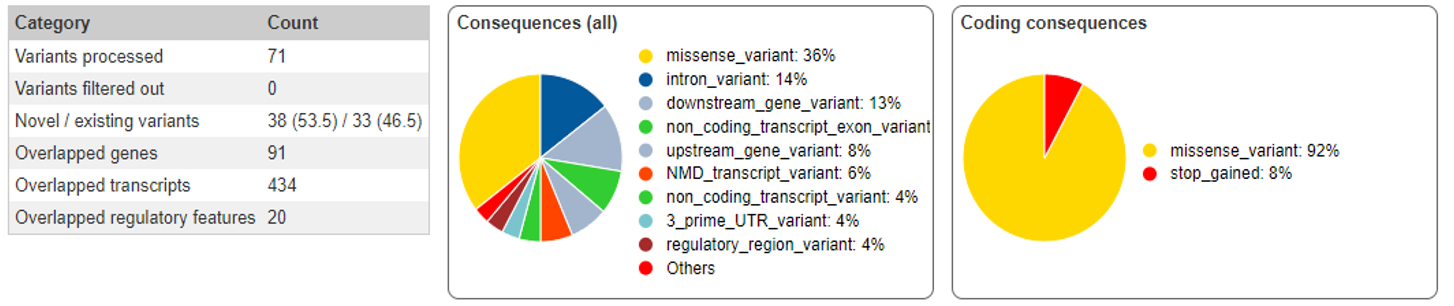 Category Count
Variants processed 71
Variants filtered out 0
Novel / existing variants 38 (53.5) / 33 (46.5)
Overlapped genes 91
Overlapped transcripts 434
Overlapped regulatory features 20
Consequences (all)
missense_variant: 36%
intron_variant: 14%
downstream_gene_variant: 13%
non_coding_transcript_exon_variant
upstream_gene_variant: 8%
NMD_transcript_variant: 6%
non_coding_transcript_variant: 4%
3_prime_UTR_variant: 4%
regulatory_region_variant: 4%
Others
Coding consequences
missense_variant: 92%
stop_gained: 8%